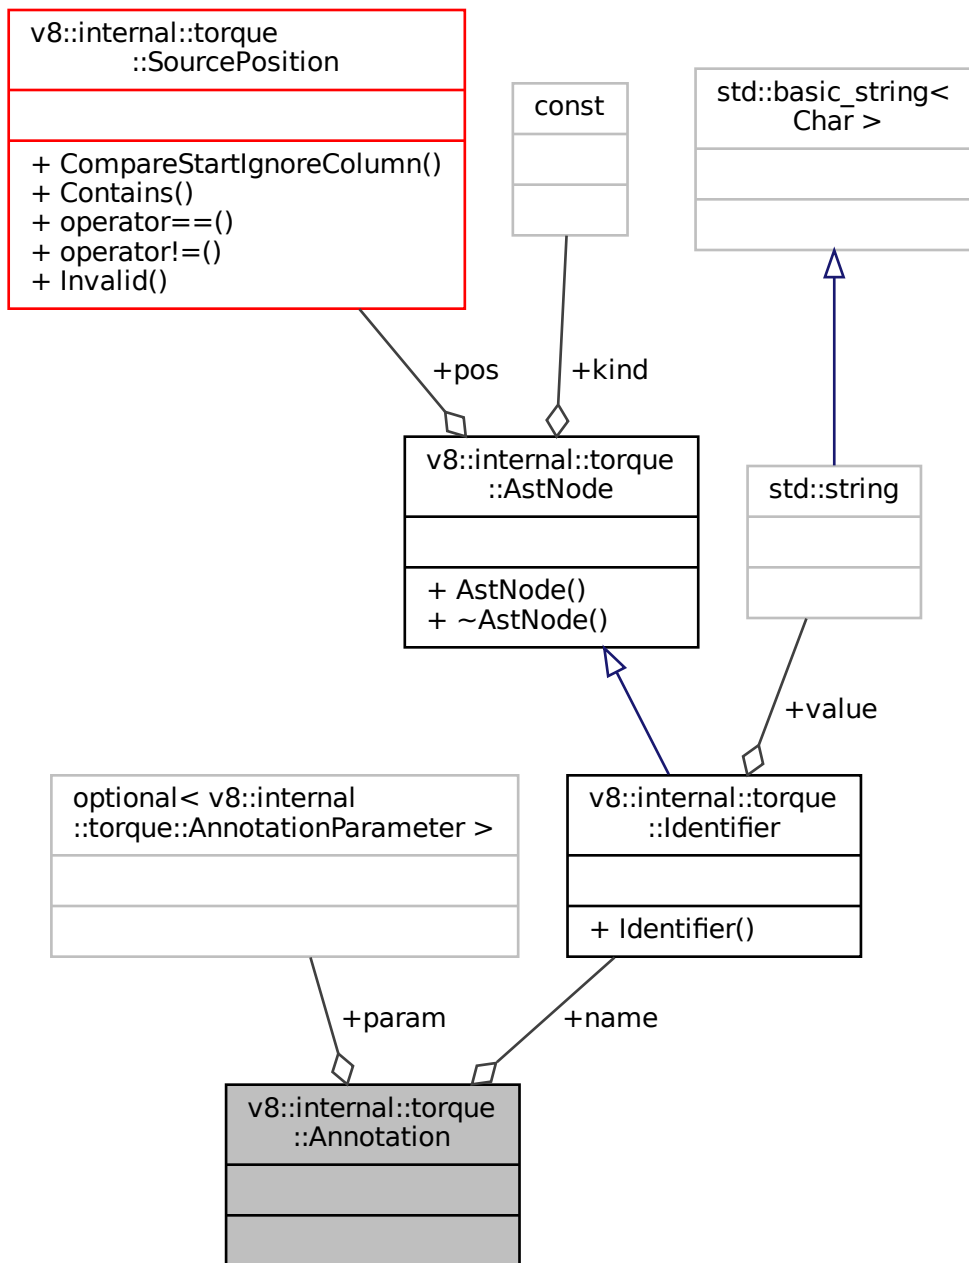 v8::internal::torque
::SourcePosition
+ CompareStartIgnoreColumn()
+ Contains()
+ operator==()
+ operator!=()
+ Invalid()
const
std::basic_string<
Char >
+pos
+kind
v8::internal::torque
::AstNode
+ AstNode()
+ ~AstNode()
std::string
+value
optional< v8::internal
::torque::AnnotationParameter >
v8::internal::torque
::Identifier
+ Identifier()
+param
+name
v8::internal::torque
::Annotation